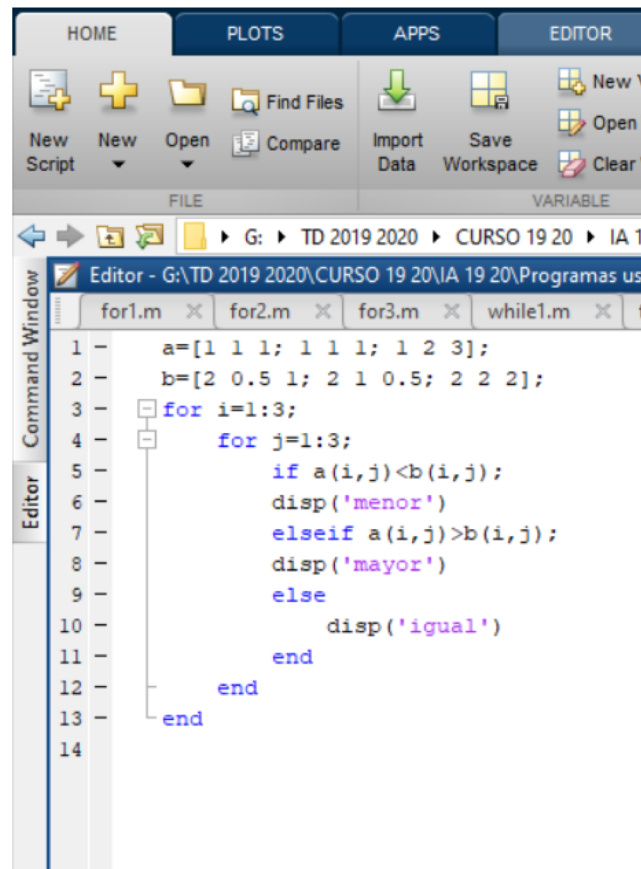 HOME PLOTS APPS EDITOR
New Script
New
Open
Find Files
Compare
Import Data
Save Workspace
New V
Open
Clear
FILE VARIABLE
G: TD 2019 2020 CURSO 19 20 IA 1
Command Window
Editor
Editor - G:\TD 2019 2020\CURSO 19 20\IA 19 20\Programas us
for1.m for2.m for3.m while1.m f
1 a=[1 1 1; 1 1 1; 1 2 3];
2 b=[2 0.5 1; 2 1 0.5; 2 2 2];
3 for i=1:3;
4 for j=1:3;
5 if a(i,j)<b(i,j);
6 disp('menor')
7 elseif a(i,j)>b(i,j);
8 disp('mayor')
9 else
10 disp('igual')
11 end
12 end
13 end
14